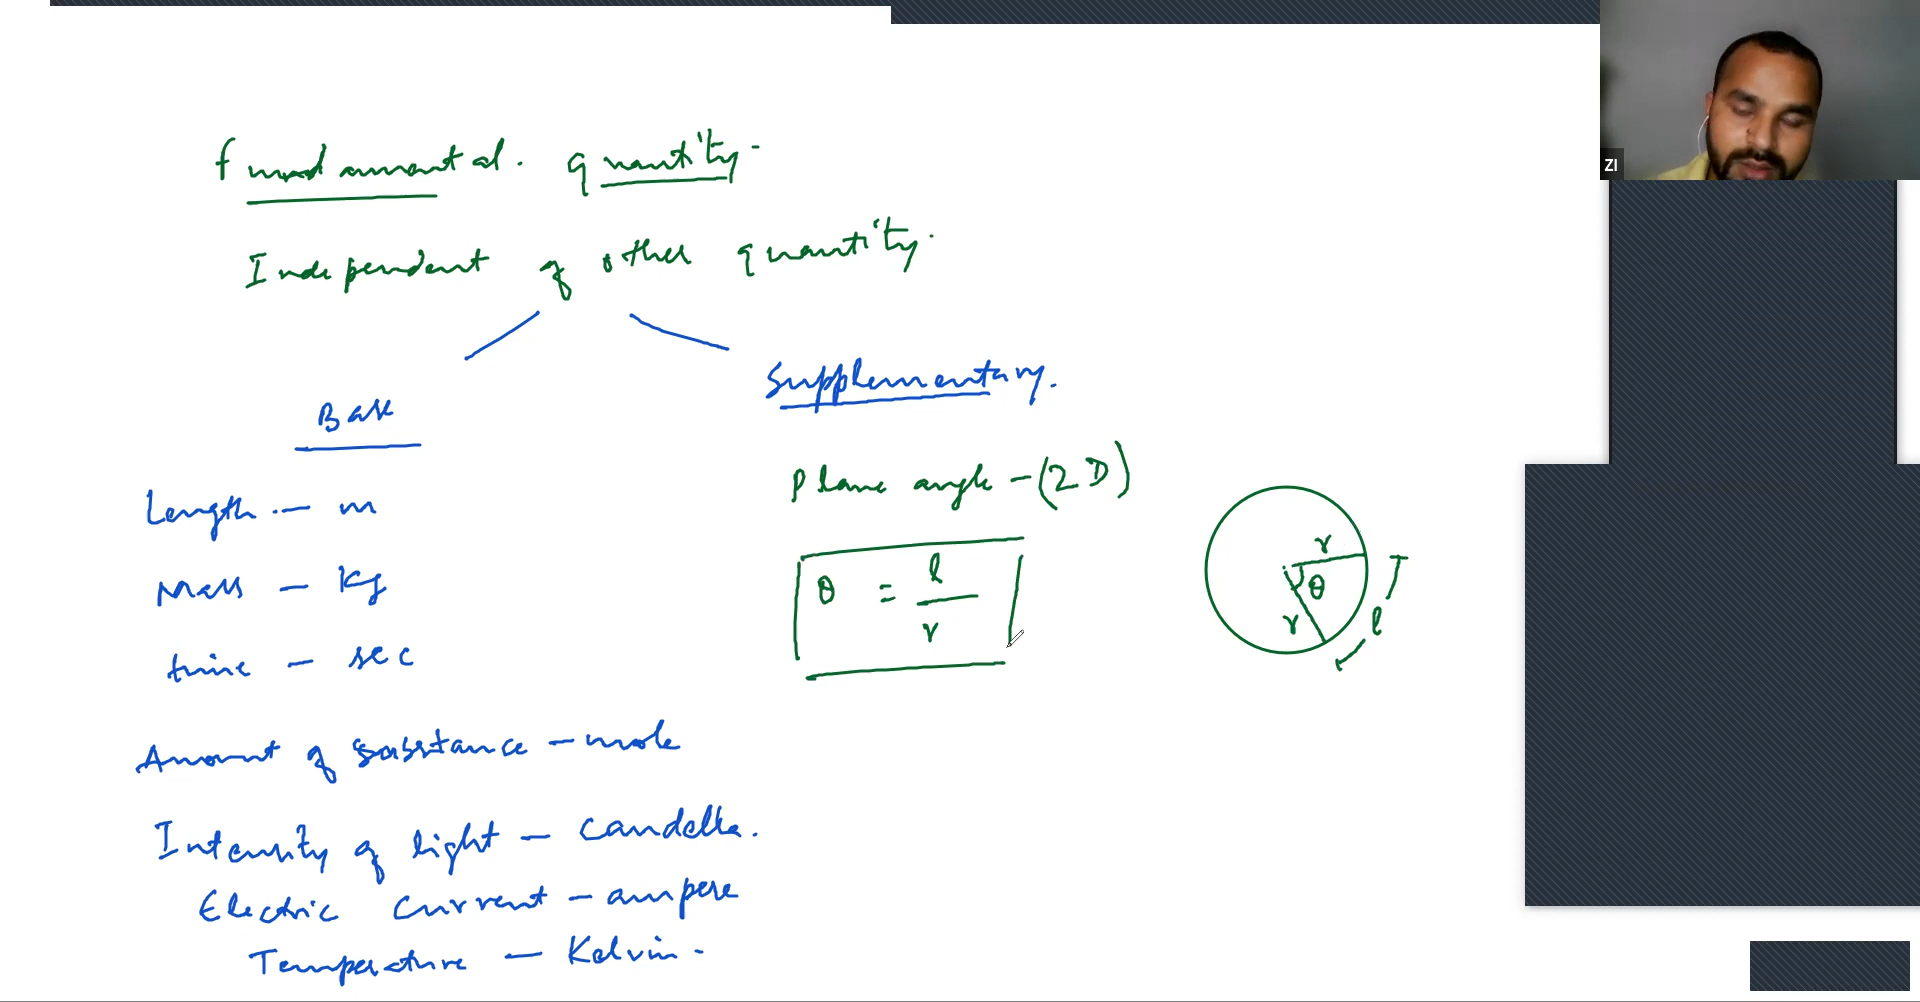 fundamental. quantity.
Independent of other quantity.
Base
Length - m
Mass - Kg
time - sec
Amount of substance - mole
Intensity of light - candella.
Electric current - ampere
Temperature - Kelvin.
Supplementary.
Plane angle - (2D)
θ = l / r
r
θ
r
l
ZI